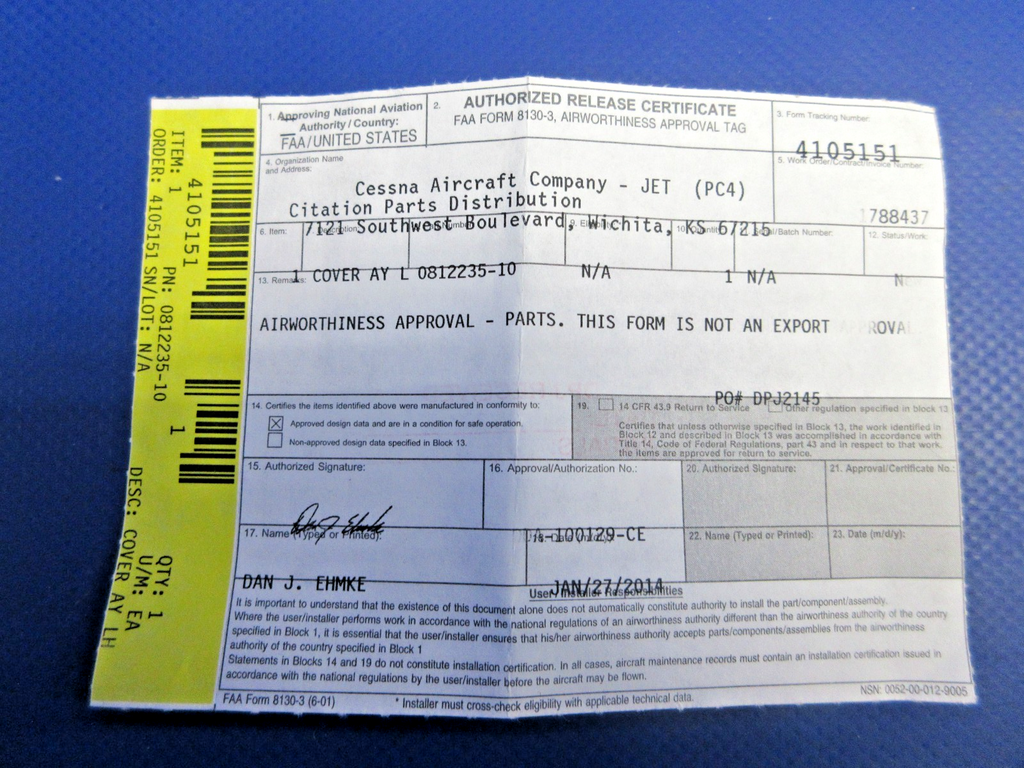 ITEM: 1 PN: 0812235-10 QTY: 1
ORDER: 4105151 SN/LOT: N/A U/M: EA
4105151
1
DESC: COVER AY LH
1. Approving National Aviation
Authority / Country:
FAA/UNITED STATES
2.
AUTHORIZED RELEASE CERTIFICATE
FAA FORM 8130-3, AIRWORTHINESS APPROVAL TAG
3. Form Tracking Number:
4105151
4. Organization Name
and Address:
Cessna Aircraft Company - JET (PC4)
Citation Parts Distribution
7121 Southwest Boulevard, Wichita, KS 67215
5. Work Order/Contract/Invoice Number:
788437
6. Item:
12. Status/Work:
1 COVER AY L 0812235-10 N/A 1 N/A N
13. Remarks
AIRWORTHINESS APPROVAL - PARTS. THIS FORM IS NOT AN EXPORT ROVA
PO# DPJ2145
14. Certifies the items identified above were manufactured in conformity to:
Approved design data and are in a condition for safe operation.
Non-approved design data specified in Block 13.
19. 14 CFR 43.9 Return to Service Other regulation specified in block 13
Certifies that unless otherwise specified in Block 13, the work identified in
Block 12 and described in Block 13 was accomplished in accordance with
Title 14, Code of Federal Regulations, part 43 and in respect to that work,
the items are approved for return to service.
15. Authorized Signature:
16. Approval/Authorization No.:
-100129-CE
20. Authorized Signature:
21. Approval/Certificate No.:
17. Name (Typed or Printed):
DAN J. EHMKE
18. Date (m/d/y):
JAN/27/2014
22. Name (Typed or Printed):
23. Date (m/d/y):
User/Installer Responsibilities
It is important to understand that the existence of this document alone does not automatically constitute authority to install the part/component/assembly.
Where the user/installer performs work in accordance with the national regulations of an airworthiness authority different than the airworthiness authority of the country
specified in Block 1, it is essential that the user/installer ensures that his/her airworthiness authority accepts parts/components/assemblies from the airworthiness
authority of the country specified in Block 1
Statements in Blocks 14 and 19 do not constitute installation certification. In all cases, aircraft maintenance records must contain an installation certification issued in
accordance with the national regulations by the user/installer before the aircraft may be flown.
FAA Form 8130-3 (6-01)
* Installer must cross-check eligibility with applicable technical data.
NSN: 0052-00-012-9005